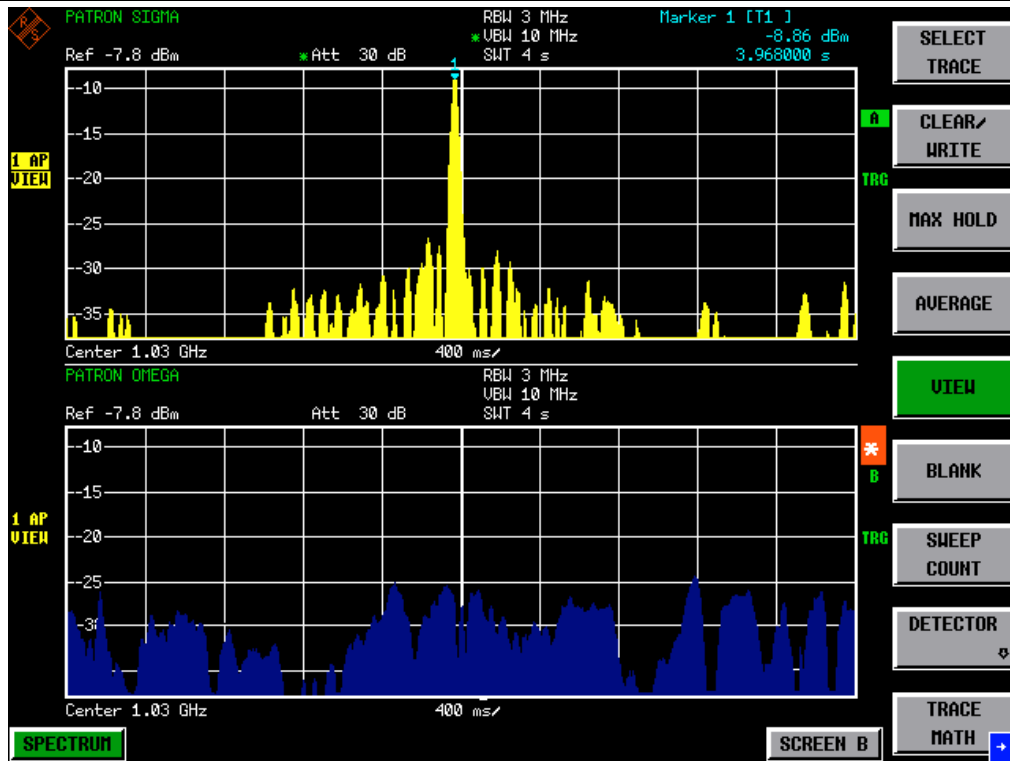 R S
PATRON SIGMA
RBW 3 MHz
Marker 1 [T1 ]
*VBW 10 MHz
-8.86 dBm
Ref -7.8 dBm
*Att 30 dB
SWT 4 s
3.968000 s
1
-10
-15
-20
-25
-30
-35
A
TRG
1 AP
VIEW
Center 1.03 GHz
400 ms/
PATRON OMEGA
RBW 3 MHz
VBW 10 MHz
Ref -7.8 dBm
Att 30 dB
SWT 4 s
-10
-15
-20
-25
*
B
TRG
1 AP
VIEW
Center 1.03 GHz
400 ms/
SPECTRUM
SCREEN B
SELECT
TRACE
CLEAR/
WRITE
MAX HOLD
AVERAGE
VIEW
BLANK
SWEEP
COUNT
DETECTOR
TRACE
MATH